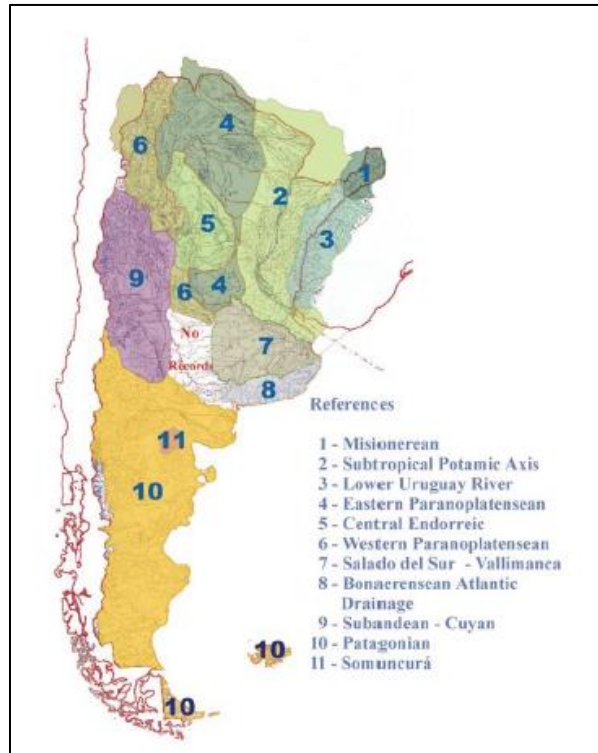 4
6
1
2
5
3
9
4
6
No
7
Records
8
References
11
1 - Misionerean
2 - Subtropical Potamic Axis
10
3 - Lower Uruguay River
4 - Eastern Paranoplatensean
5 - Central Endorreic
6 - Western Paranoplatensean
7 - Salado del Sur - Vallimanca
8 - Bonaerensean Atlantic
Drainage
9 - Subandean - Cuyan
10
10 - Patagonian
11 - Somuncurá
10